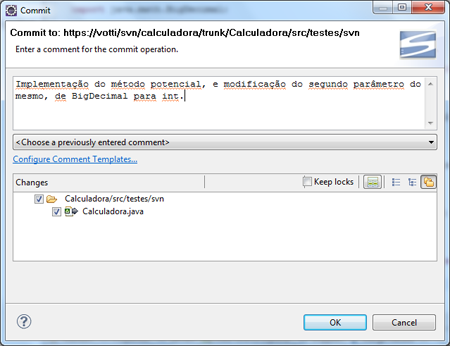 Commit
Commit to: https://votti/svn/calculadora/trunk/Calculadora/src/testes/svn
Enter a comment for the commit operation.
Implementação do método potencial, e modificação do segundo parâmetro do
mesmo, de BigDecimal para int.
<Choose a previously entered comment>
Configure Comment Templates...
Changes
Keep locks
Calculadora/src/testes/svn
Calculadora.java
OK
Cancel